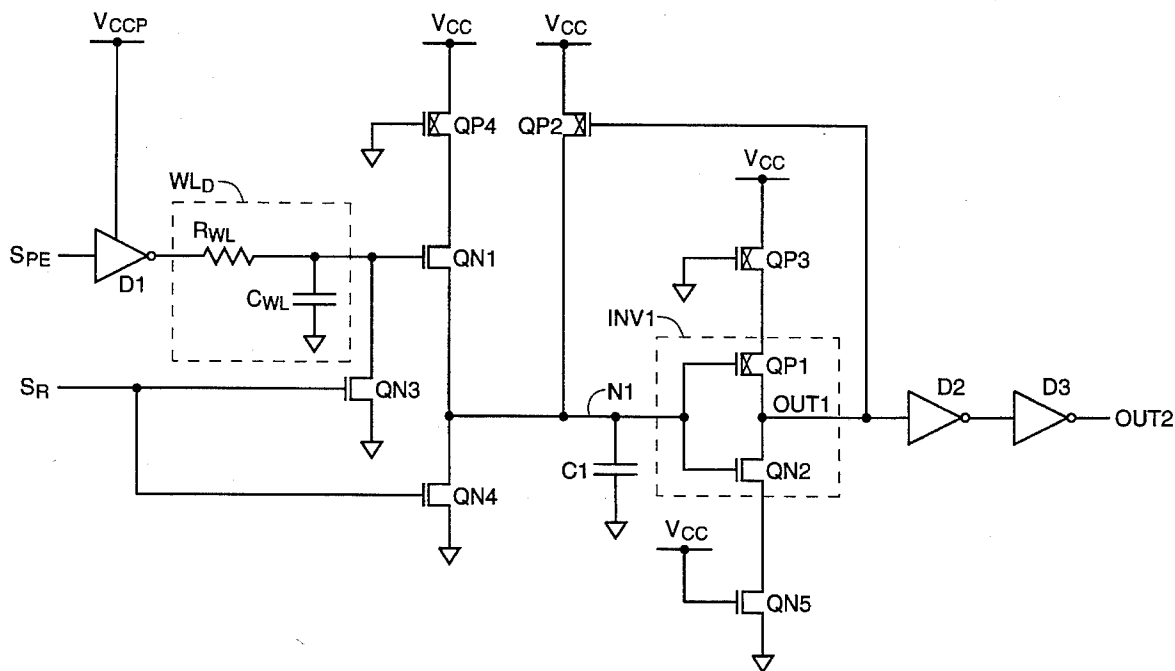 VCCP
VCC
VCC
QP4
QP2
VCC
WLD
RWL
SPE
D1
QN1
QP3
CWL
INV1
QP1
SR
QN3
N1
OUT1
D2
D3
OUT2
C1
QN2
QN4
VCC
QN5